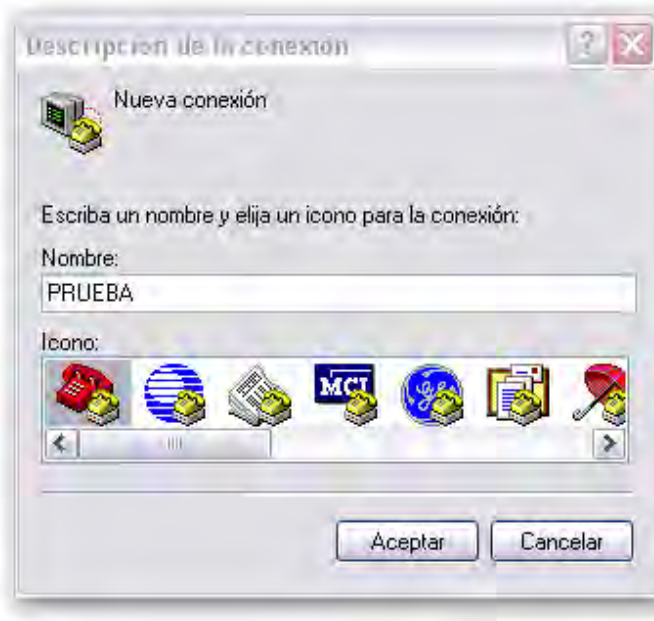 Descripción de la conexión
Nueva conexión
Escriba un nombre y elija un icono para la conexión:
Nombre:
PRUEBA
Icono:
MCI
Aceptar
Cancelar